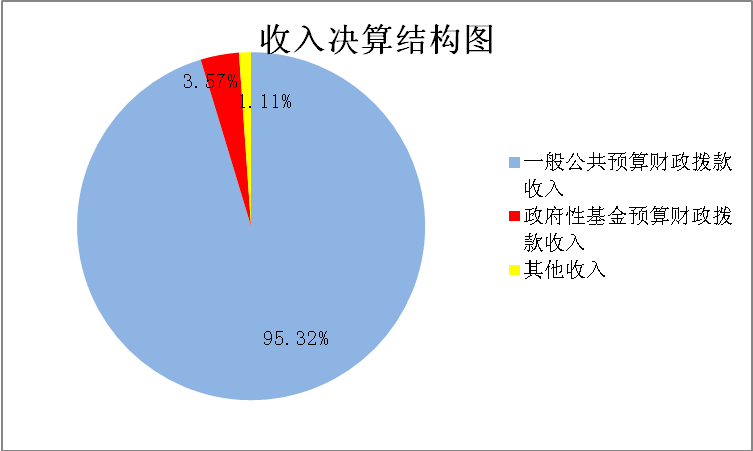 收入决算结构图
3.57%
1.11%
95.32%
一般公共预算财政拨款
收入
政府性基金预算财政拨
款收入
其他收入